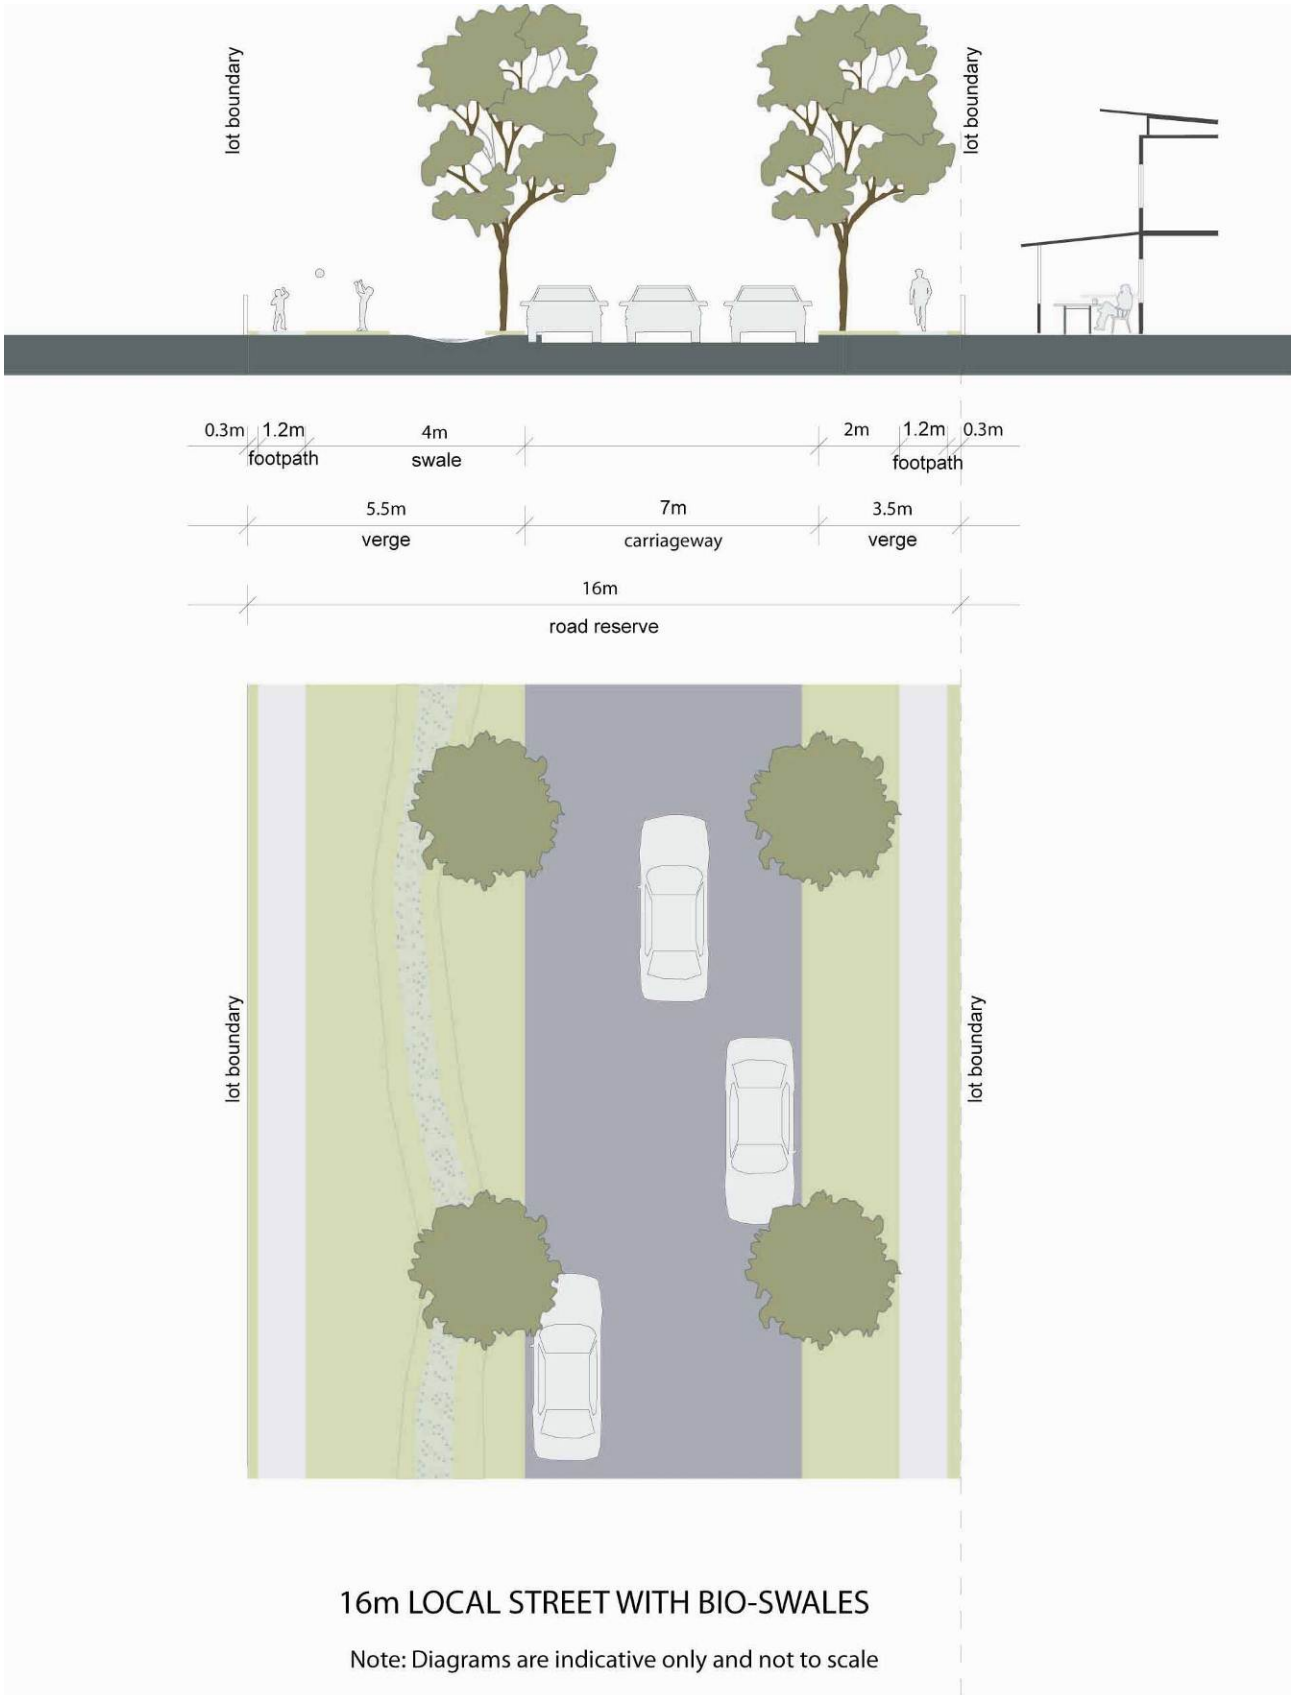 lot boundary
lot boundary
0.3m 1.2m 4m 2m 1.2m 0.3m
footpath swale footpath
5.5m 7m 3.5m
verge carriageway verge
16m
road reserve
lot boundary
lot boundary
16m LOCAL STREET WITH BIO-SWALES
Note: Diagrams are indicative only and not to scale